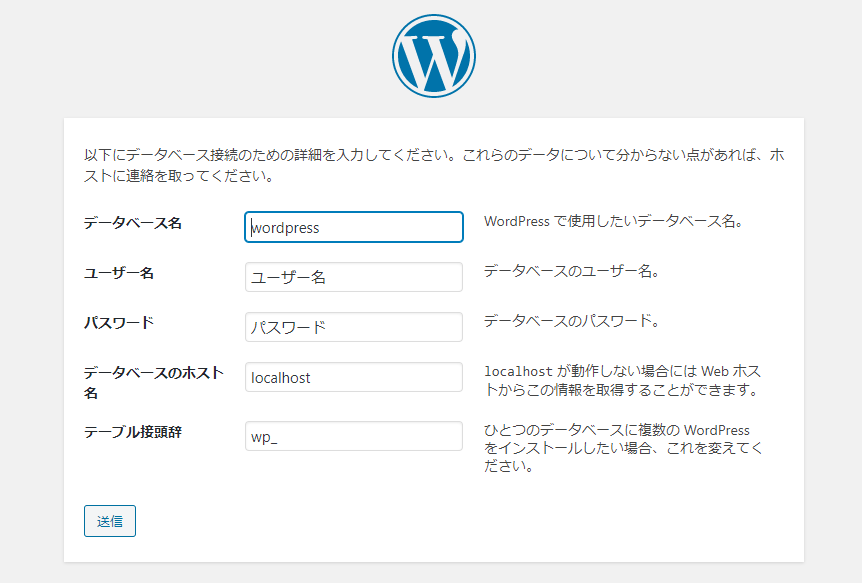 以下にデータベース接続のための詳細を入力してください。これらのデータについて分からない点があれば、ホ
ストに連絡を取ってください。
データベース名
wordpress
WordPress で使用したいデータベース名。
ユーザー名
ユーザー名
データベースのユーザー名。
パスワード
パスワード
データベースのパスワード。
データベースのホスト
名
localhost
localhost が動作しない場合には Web ホス
トからこの情報を取得することができます。
テーブル接頭辞
wp_
ひとつのデータベースに複数の WordPress
をインストールしたい場合、これを変えてく
ださい。
送信